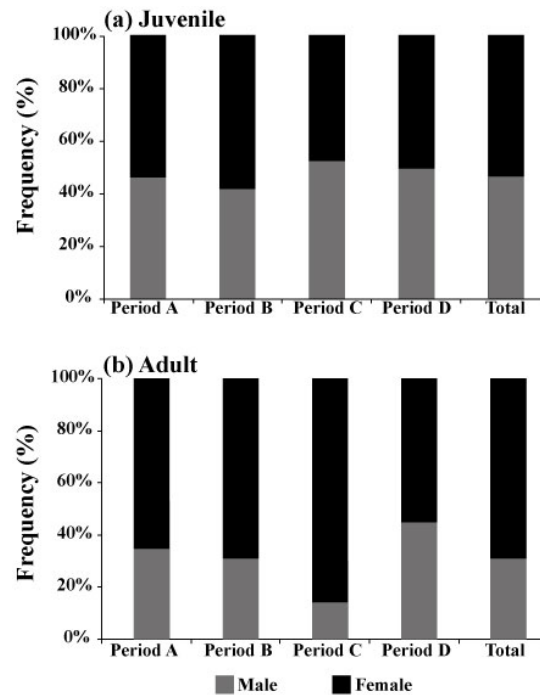 (a) Juvenile
100%
80%
60%
40%
20%
0%
Frequency (%)
Period A Period B Period C Period D Total
(b) Adult
100%
80%
60%
40%
20%
0%
Frequency (%)
Period A Period B Period C Period D Total
Male Female